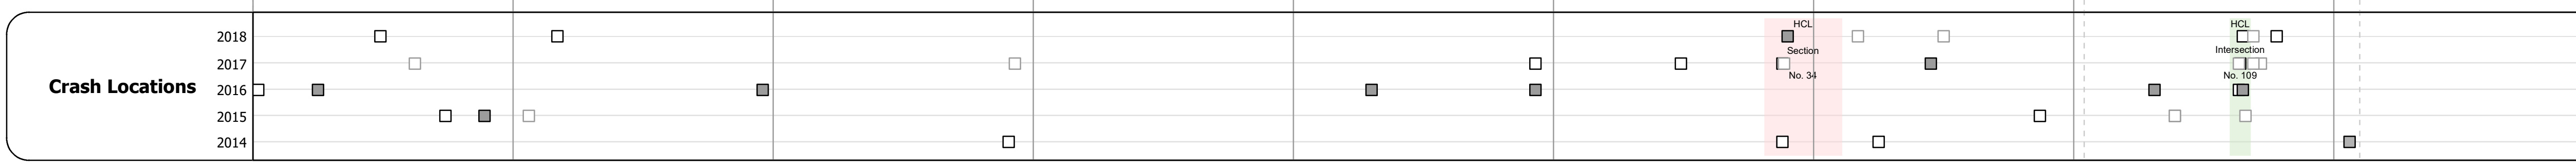 Crash Locations
2018
2017
2016
2015
2014
HCL
Section
No. 34
HCL
Intersection
No. 109